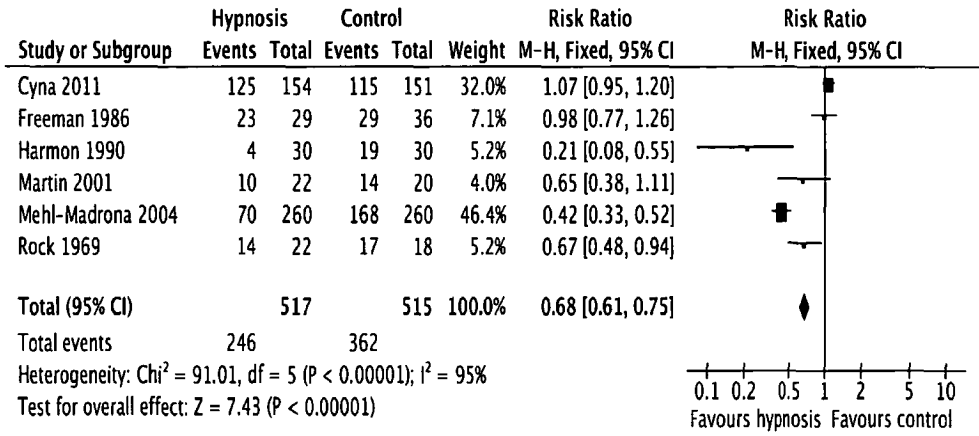 Hypnosis Control Risk Ratio Risk Ratio
Study or Subgroup Events Total Events Total Weight M-H, Fixed, 95% CI M-H, Fixed, 95% CI
Cyna 2011 125 154 115 151 32.0% 1.07 [0.95, 1.20]
Freeman 1986 23 29 29 36 7.1% 0.98 [0.77, 1.26]
Harmon 1990 4 30 19 30 5.2% 0.21 [0.08, 0.55]
Martin 2001 10 22 14 20 4.0% 0.65 [0.38, 1.11]
Mehl-Madrona 2004 70 260 168 260 46.4% 0.42 [0.33, 0.52]
Rock 1969 14 22 17 18 5.2% 0.67 [0.48, 0.94]
Total (95% CI) 517 515 100.0% 0.68 [0.61, 0.75]
Total events 246 362
Heterogeneity: Chi² = 91.01, df = 5 (P < 0.00001); I² = 95%
Test for overall effect: Z = 7.43 (P < 0.00001)
0.1 0.2 0.5 1 2 5 10
Favours hypnosis Favours control